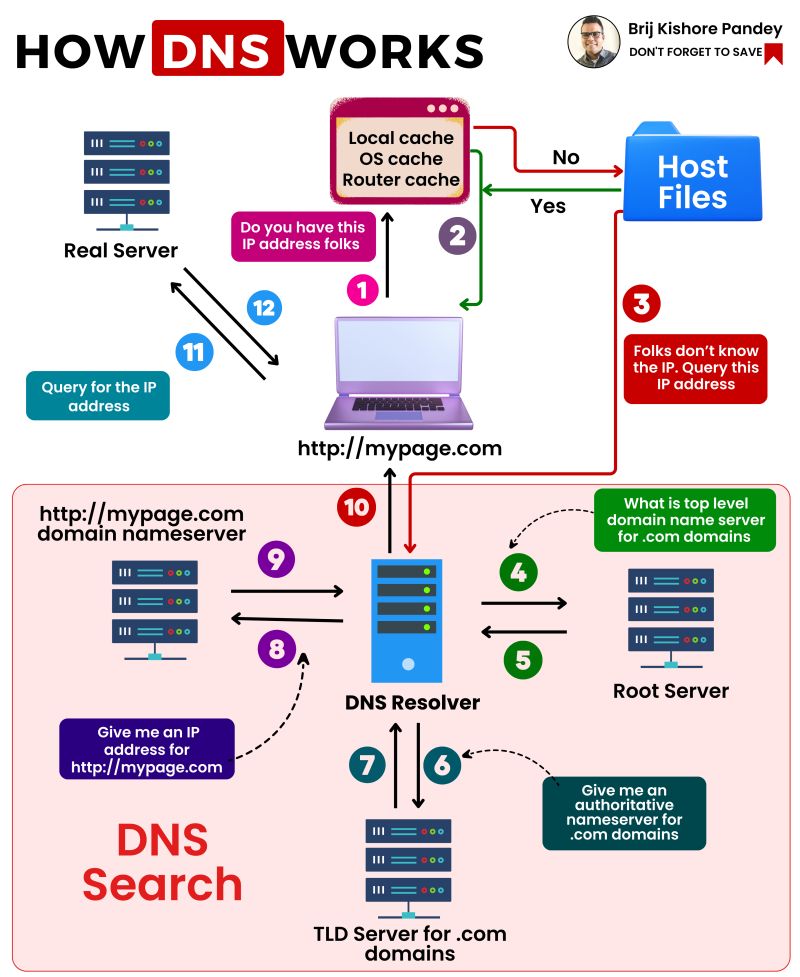 HOW DNS WORKS
Brij Kishore Pandey
DON'T FORGET TO SAVE
Local cache
OS cache
Router cache
No
Yes
Host
Files
Real Server
Do you have this
IP address folks
1
2
3
Folks don't know
the IP. Query this
IP address
12
11
Query for the IP
address
http://mypage.com
10
http://mypage.com
domain nameserver
What is top level
domain name server
for .com domains
9
8
4
5
DNS Resolver
Root Server
Give me an IP
address for
http://mypage.com
7
6
Give me an
authoritative
nameserver for
.com domains
DNS
Search
TLD Server for .com
domains